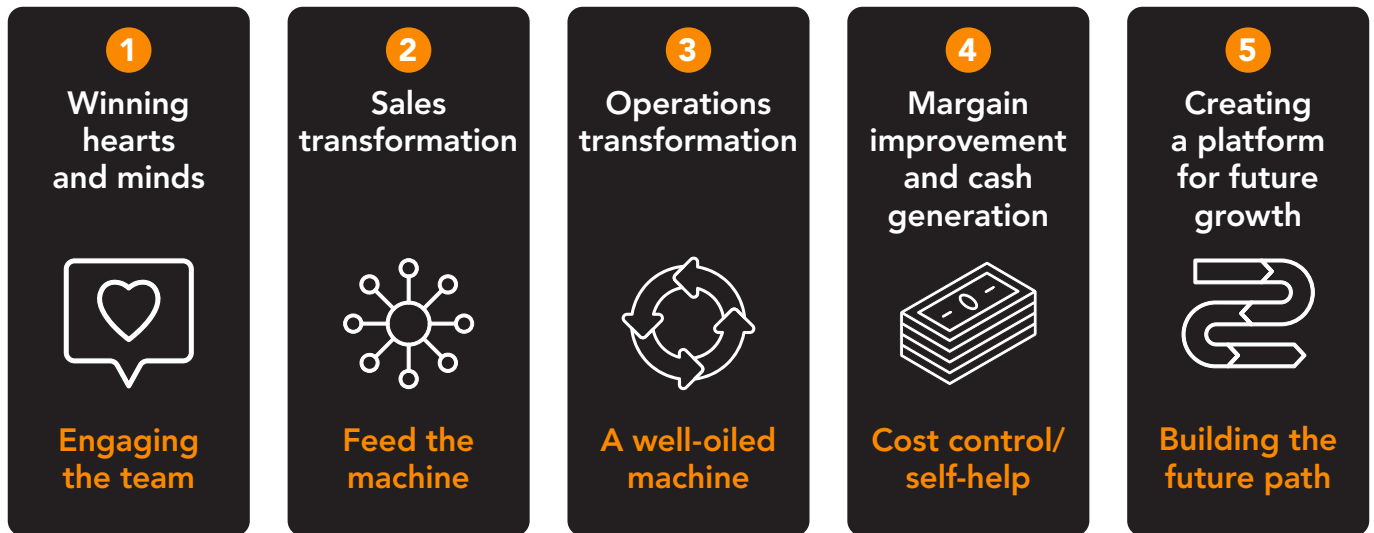 1
Winning
hearts
and minds
Engaging
the team
2
Sales
transformation
Feed the
machine
3
Operations
transformation
A well-oiled
machine
4
Margain
improvement
and cash
generation
Cost control/
self-help
5
Creating
a platform
for future
growth
Building the
future path